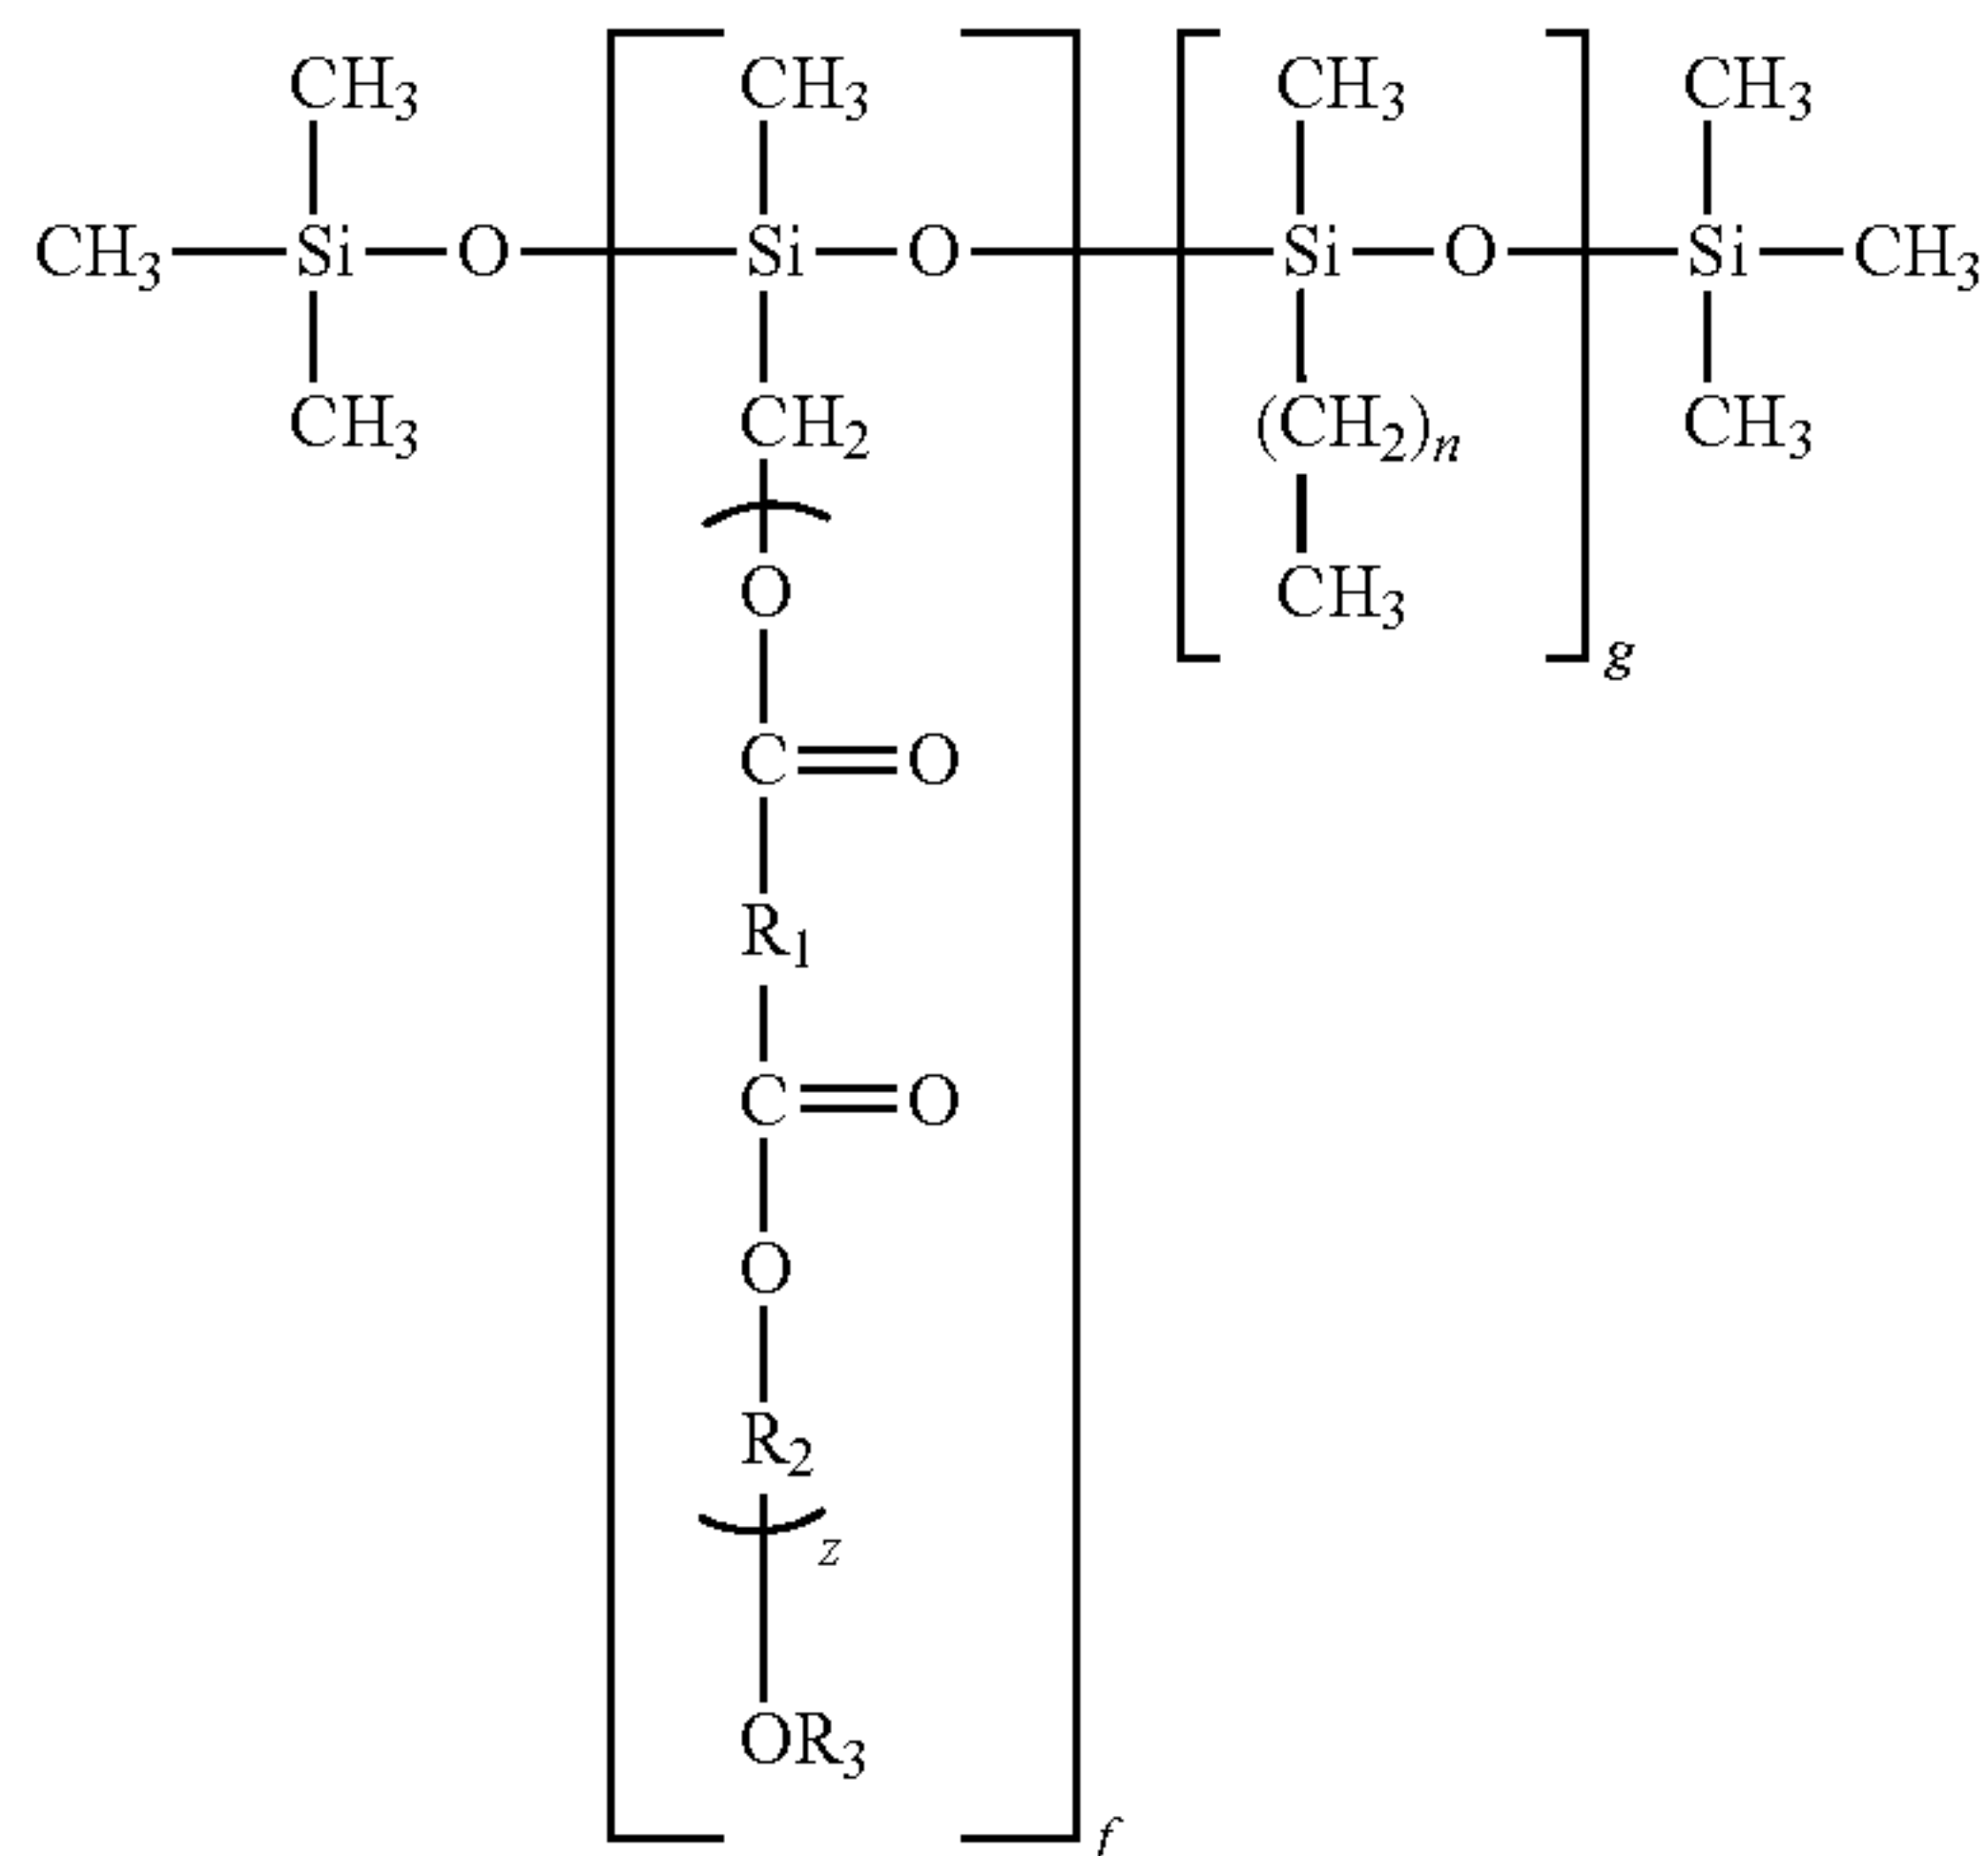 CH3 CH3 CH3 CH3
CH3 Si O Si O Si O Si CH3
CH3 CH2 (CH2)n CH3
O CH3
g
C O
R1
C O
O
R2
z
OR3
f